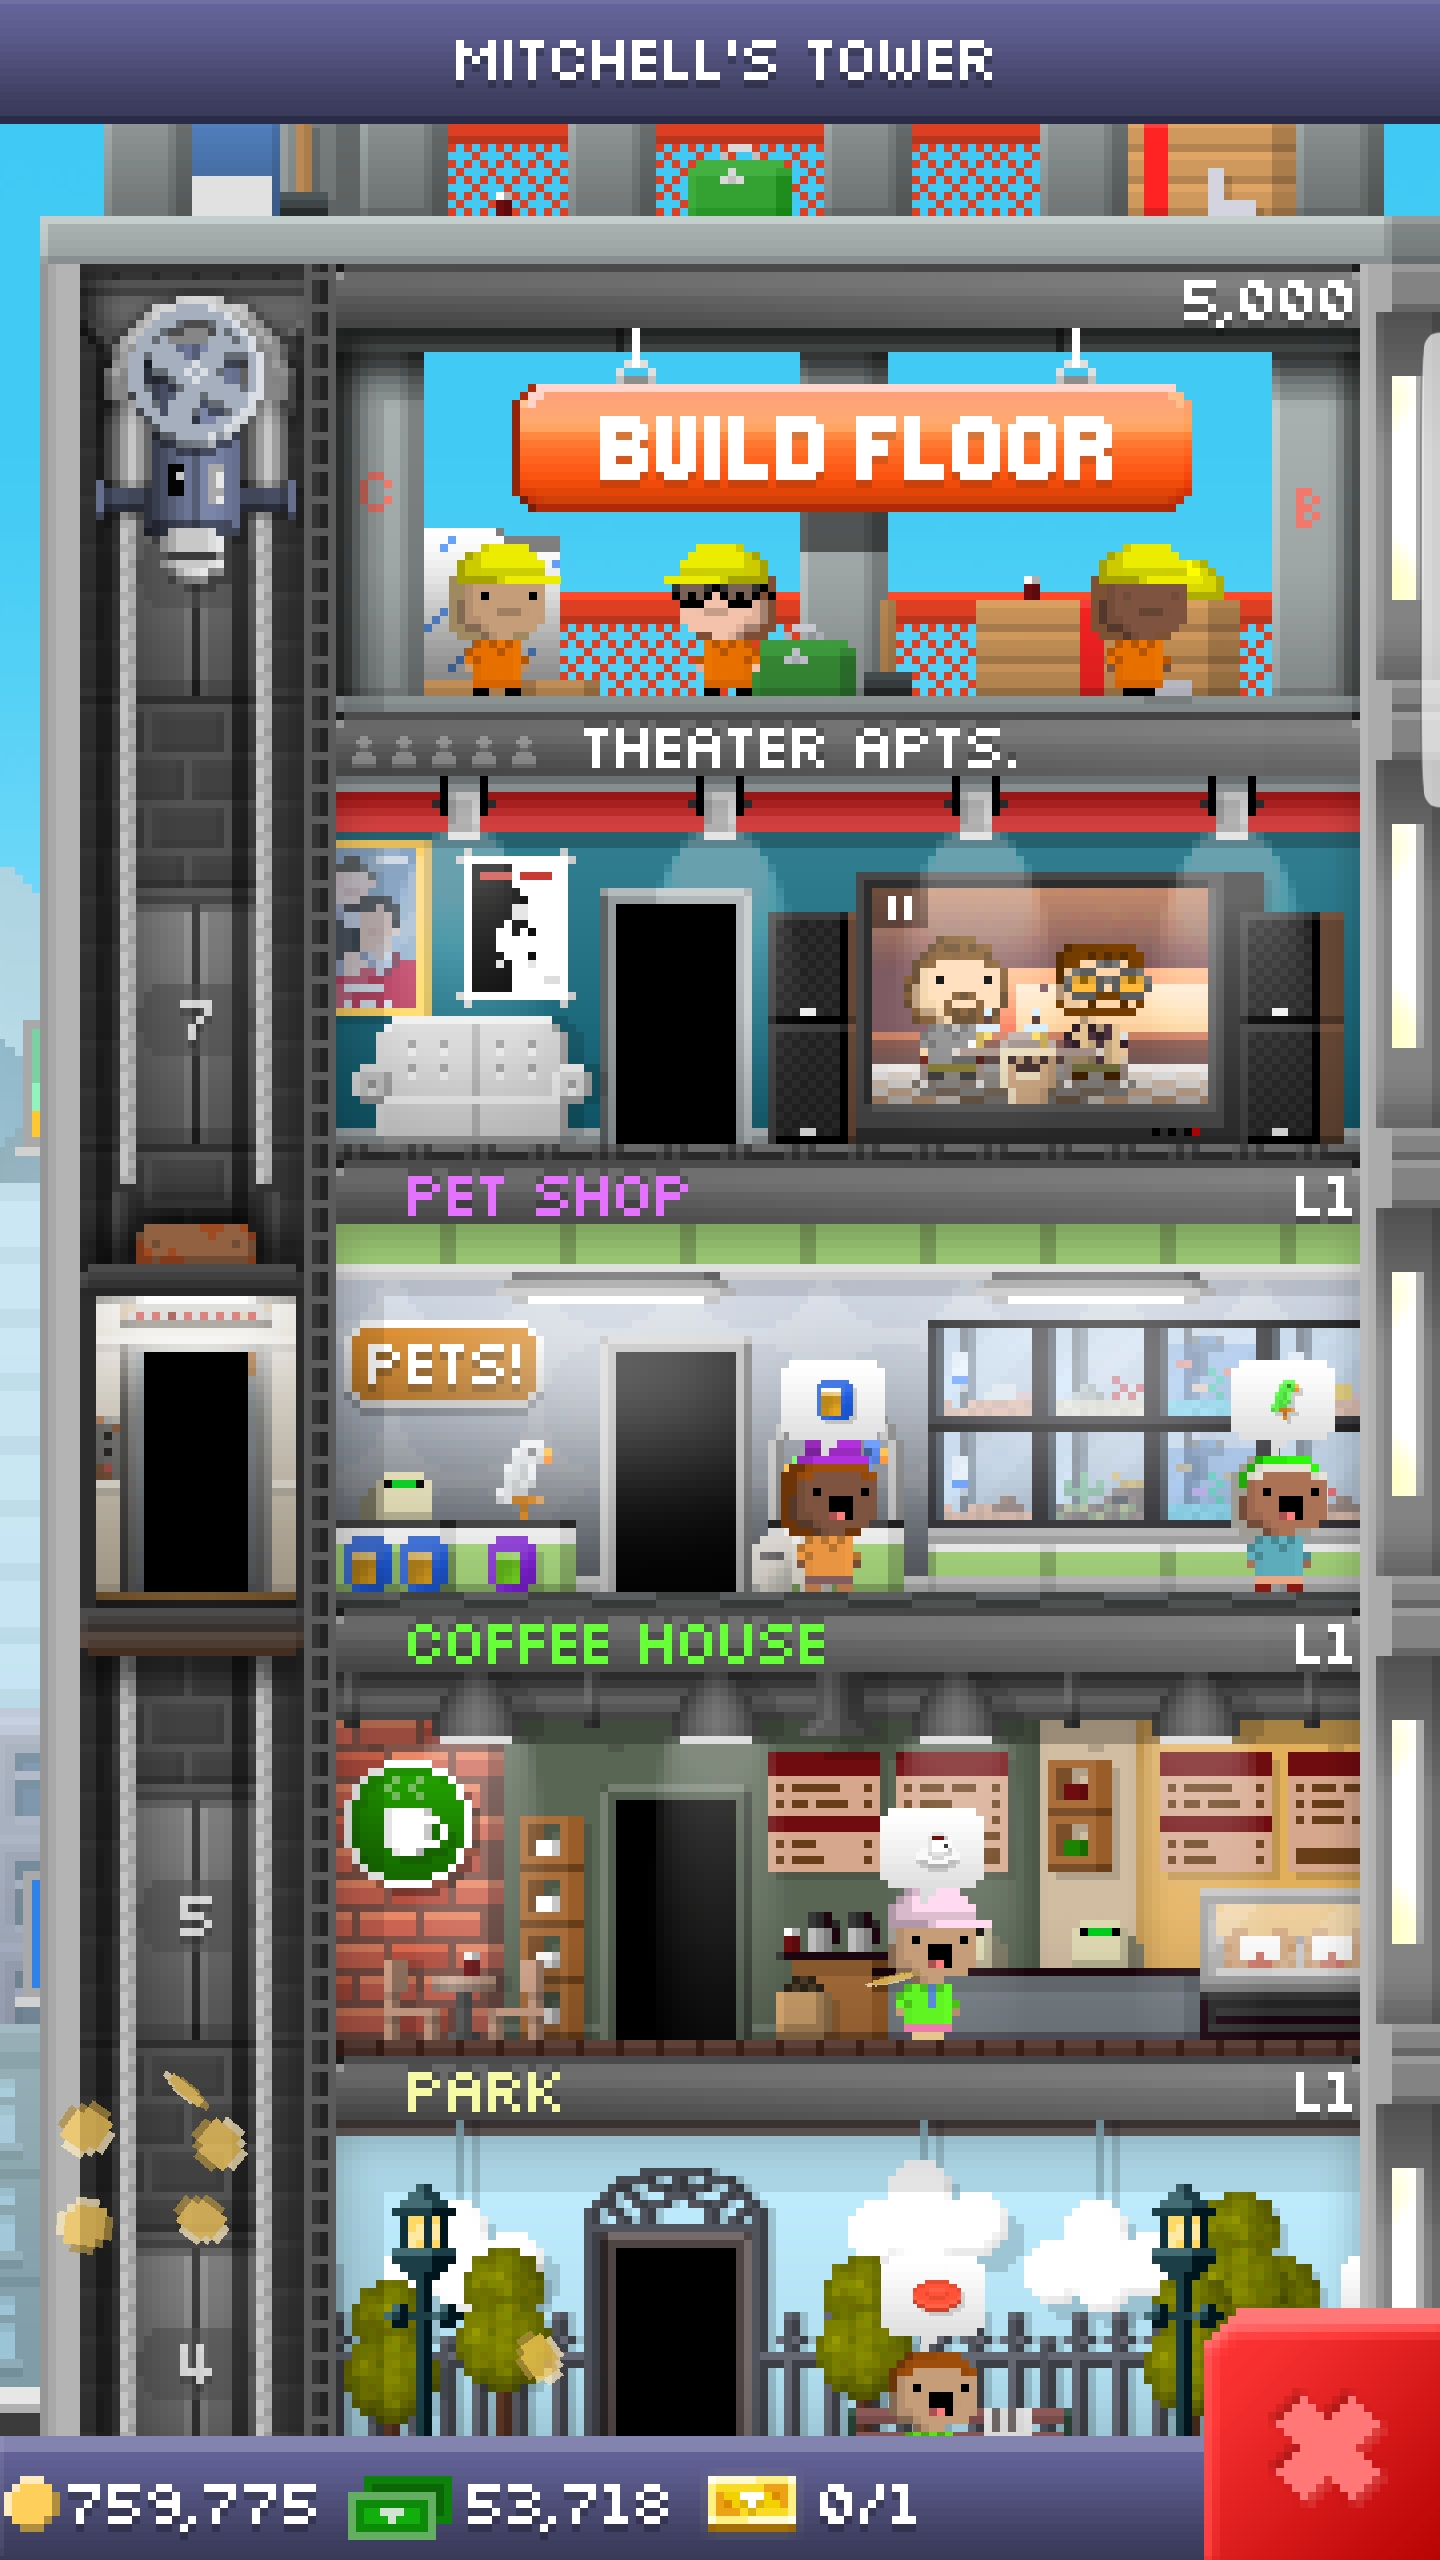 MITCHELL'S TOWER
5,000
BUILD FLOOR
C
B
THEATER APTS.
7
PET SHOP L1
PETS!
COFFEE HOUSE L1
5
PARK L1
4
759,775 53,718 0/1